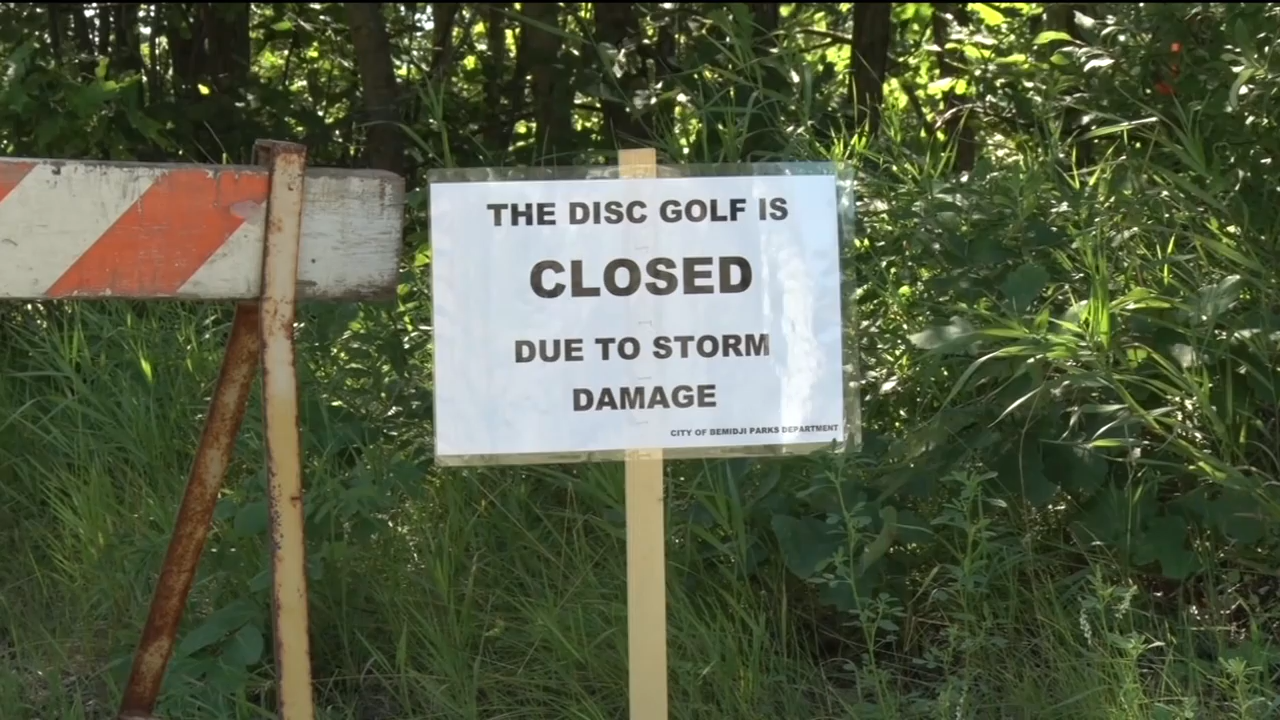 THE DISC GOLF IS
CLOSED
DUE TO STORM
DAMAGE
CITY OF BEMIDJI PARKS DEPARTMENT